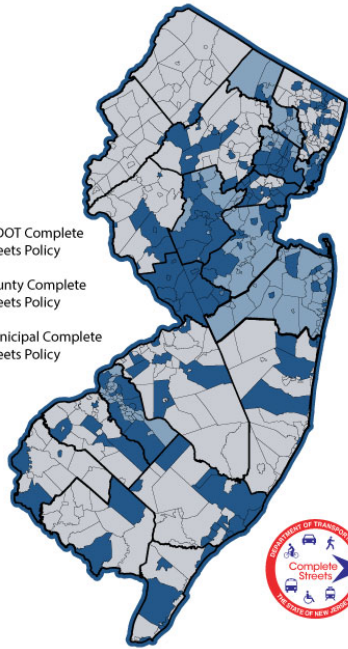 DOT Complete
eets Policy
unty Complete
eets Policy
nicipal Complete
eets Policy
DEPARTMENT OF TRANSPOR
Complete
Streets
THE STATE OF NEW JERSE